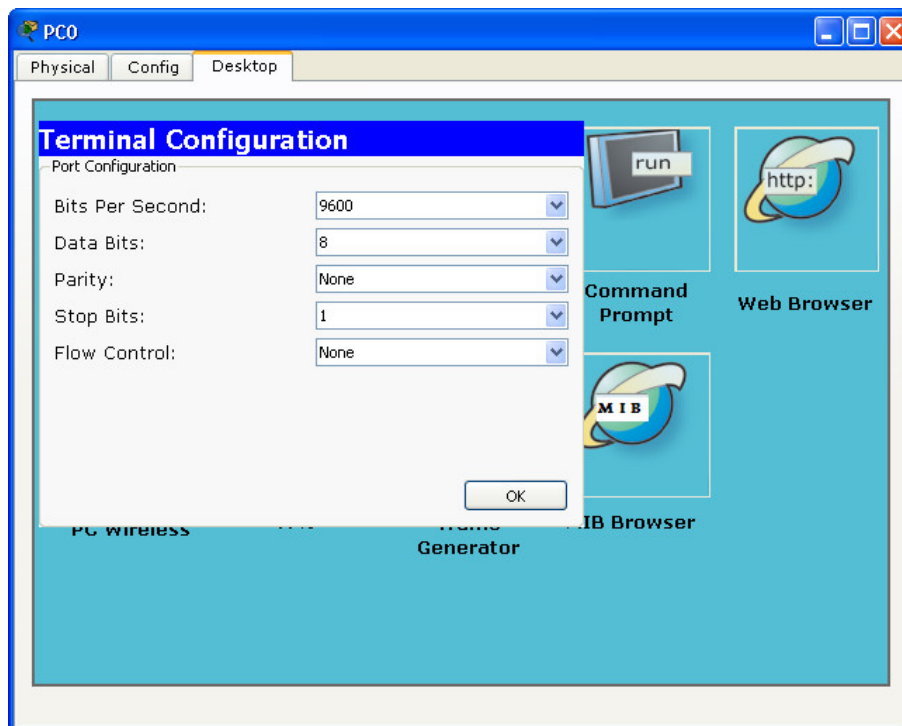 PC0
Physical Config Desktop
Terminal Configuration
Port Configuration
Bits Per Second: 9600
Data Bits: 8
Parity: None
Stop Bits: 1
Flow Control: None
OK
run
http:
Command
Prompt
Web Browser
MIB
PC Wireless
Generator
MIB Browser